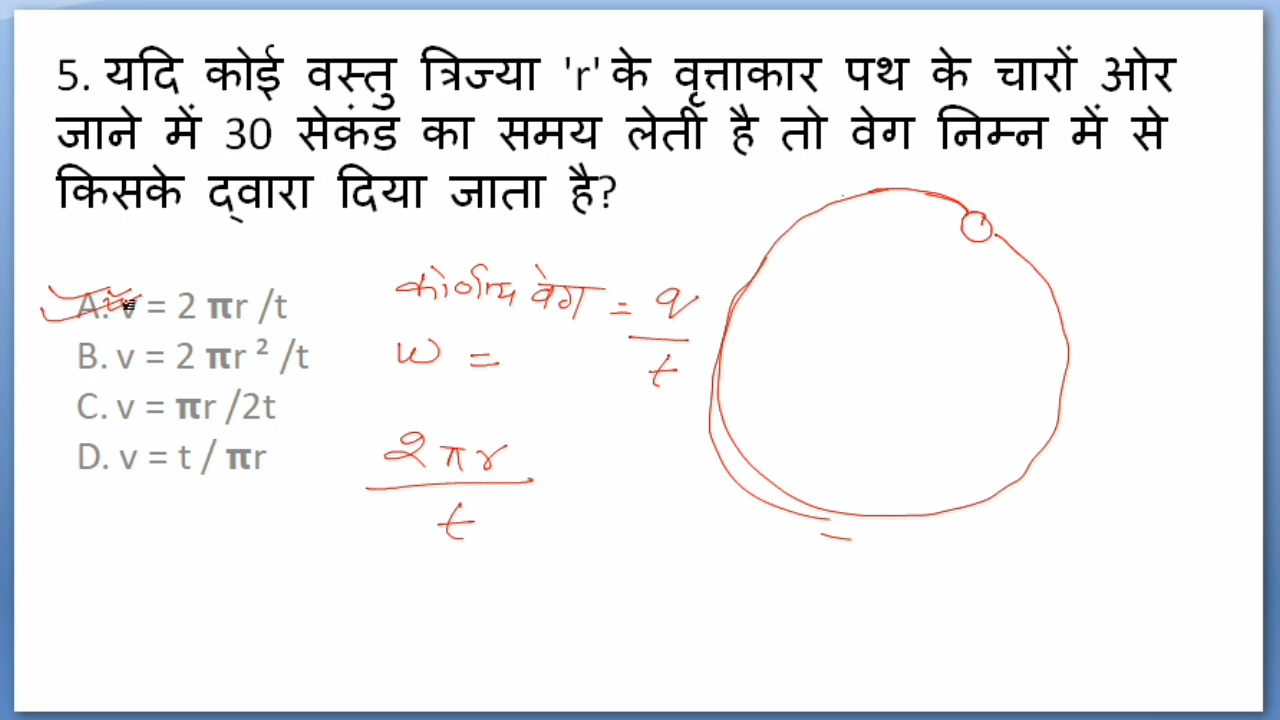 5. यदि कोई वस्तु त्रिज्या 'r' के वृत्ताकार पथ के चारों ओर
जाने में 30 सेकंड का समय लेती है तो वेग निम्न में से
किसके द्वारा दिया जाता है?
A. v = 2 πr /t
B. v = 2 πr ² /t
C. v = πr /2t
D. v = t / πr
कोणीय वेग =
t
w =
2πr
t